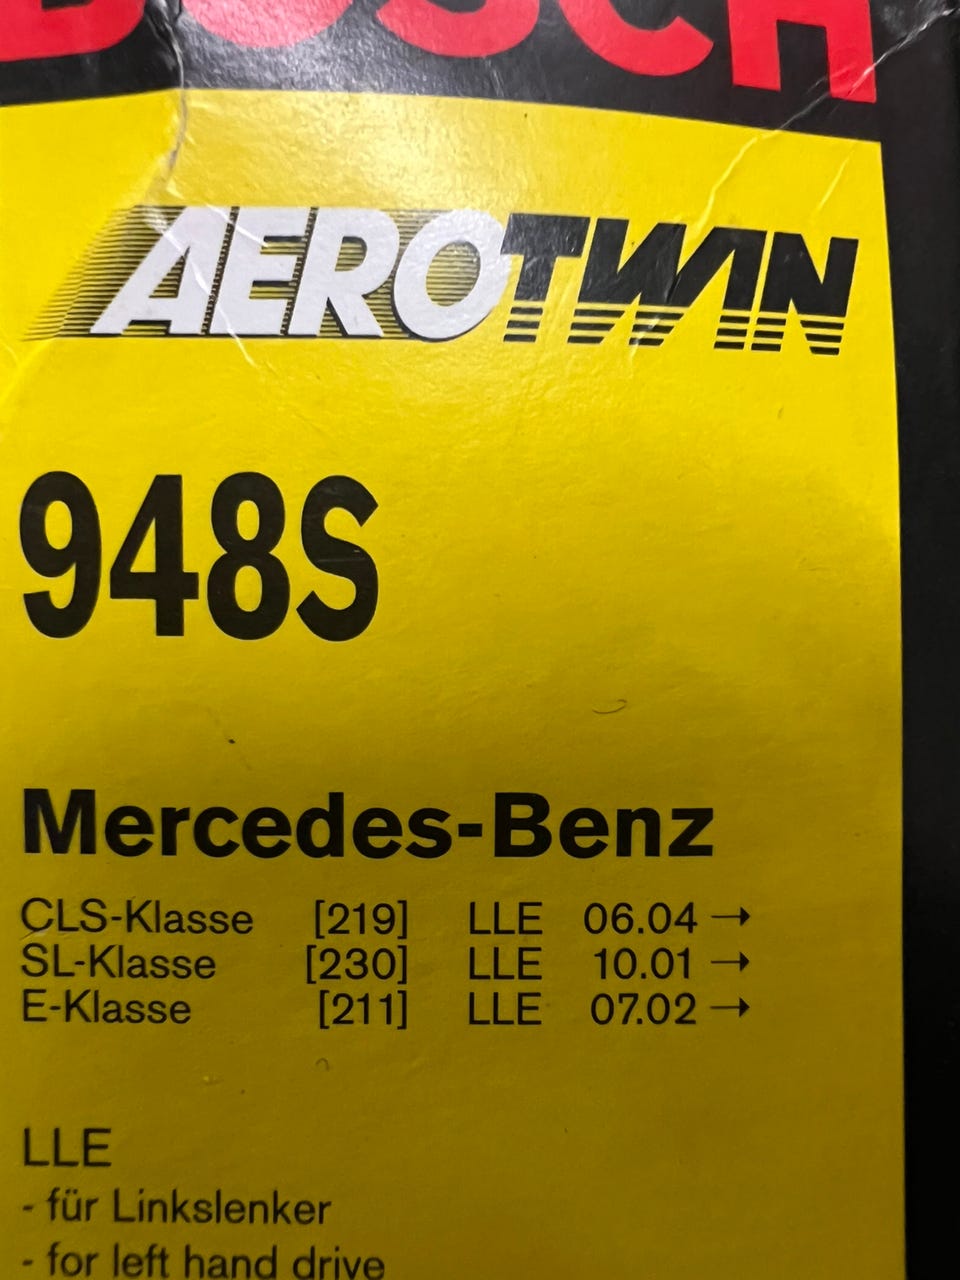 BOSCH
AEROTWIN
948S
Mercedes-Benz
CLS-Klasse [219] LLE 06.04 →
SL-Klasse [230] LLE 10.01 →
E-Klasse [211] LLE 07.02 →
LLE
- für Linkslenker
- for left hand drive